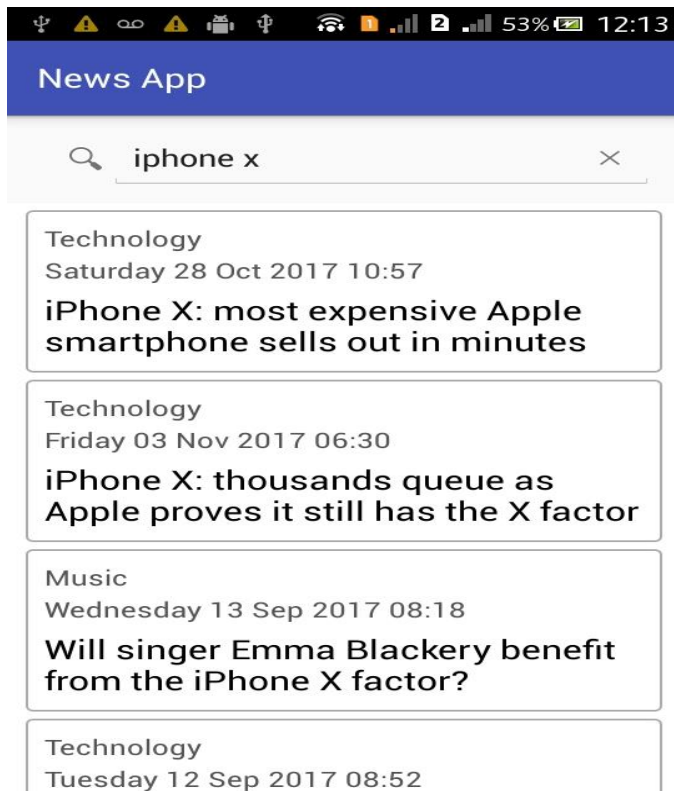 1 2 53% 12:13
News App
iphone x
Technology
Saturday 28 Oct 2017 10:57
iPhone X: most expensive Apple
smartphone sells out in minutes
Technology
Friday 03 Nov 2017 06:30
iPhone X: thousands queue as
Apple proves it still has the X factor
Music
Wednesday 13 Sep 2017 08:18
Will singer Emma Blackery benefit
from the iPhone X factor?
Technology
Tuesday 12 Sep 2017 08:52